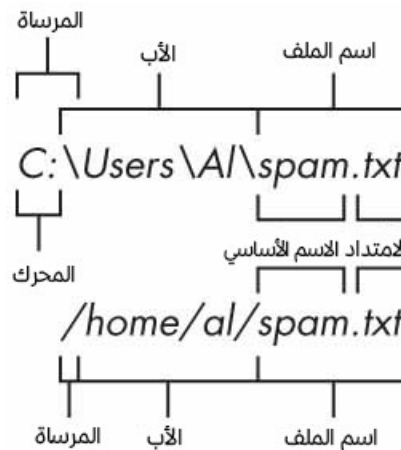 المرساة
اسم الملف الأب
C:\Users\Al\spam.txt
المحرك
الاسم الأساسي لامتداد
/home/al/spam.txt
اسم الملف الأب المرساة